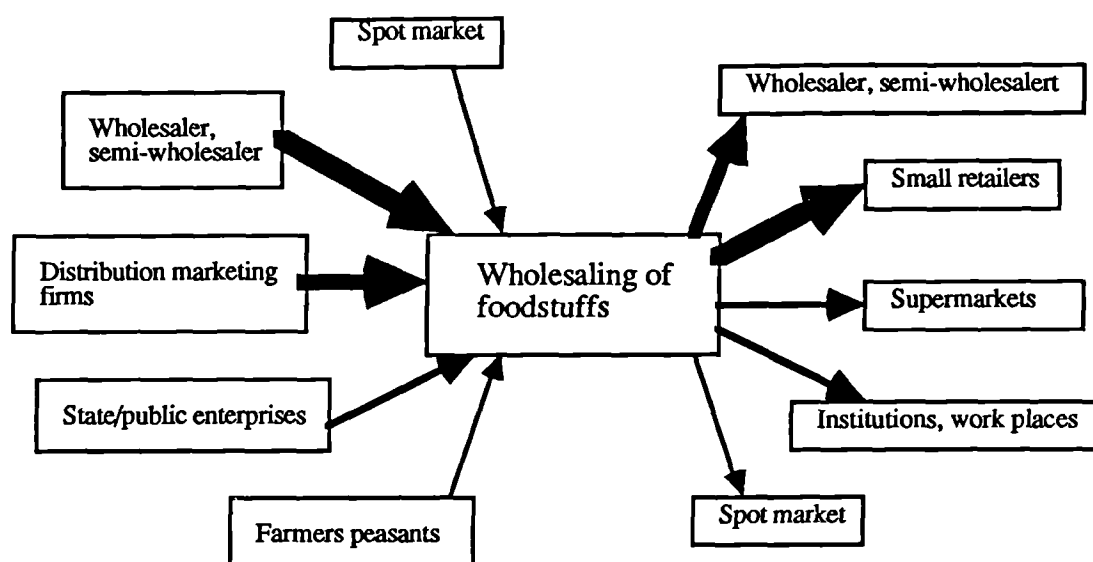 Spot market
Wholesaler, semi-wholesalert
Wholesaler,
semi-wholesaler
Small retailers
Distribution marketing
firms
Wholesaling of
foodstuffs
Supermarkets
State/public enterprises
Institutions, work places
Spot market
Farmers peasants